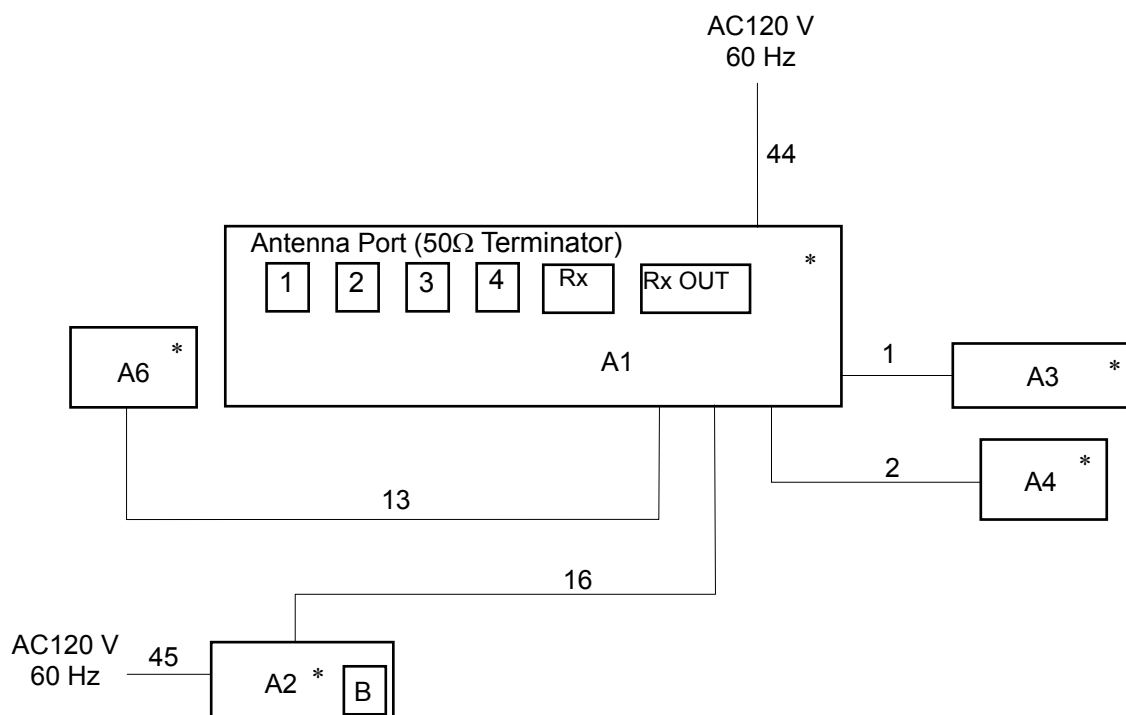 AC120 V
60 Hz
44
Antenna Port (50Ω Terminator)
*
1 2 3 4 Rx Rx OUT
A6 *
A1
1
A3 *
2
A4 *
13
16
AC120 V
60 Hz
45
A2 *
B